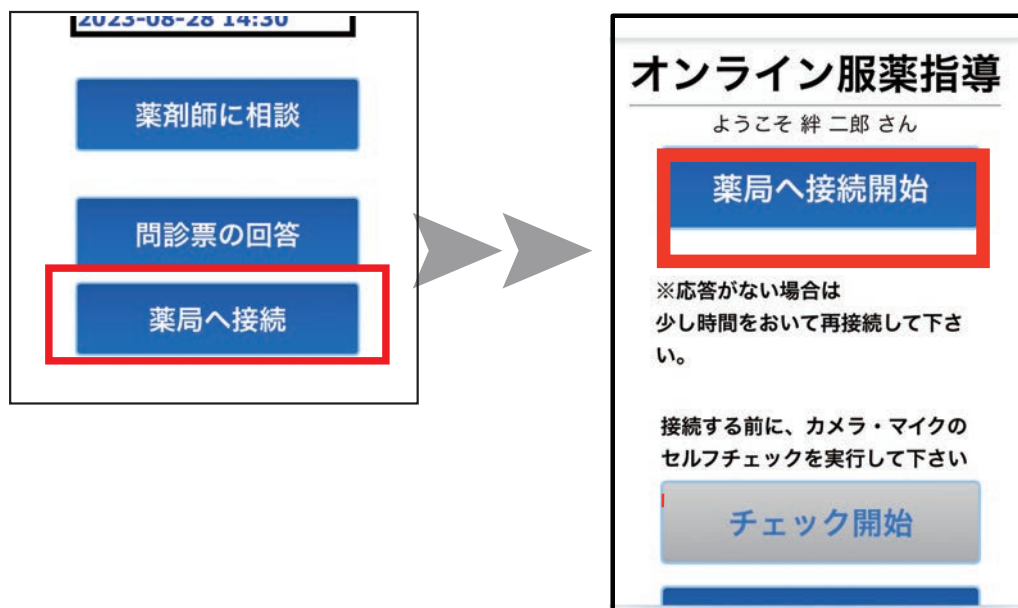 2023-08-28 14:30
薬剤師に相談
問診票の回答
薬局へ接続
オンライン服薬指導
ようこそ 絆 二郎 さん
薬局へ接続開始
※応答がない場合は
少し時間をおいて再接続して下さ
い。
接続する前に、カメラ・マイクの
セルフチェックを実行して下さい
チェック開始